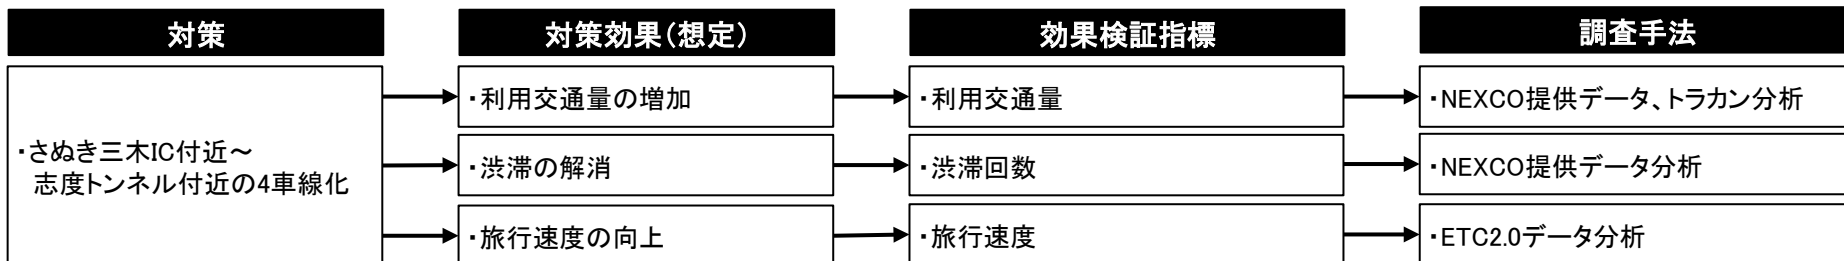 対策
対策効果(想定)
効果検証指標
調査手法
・さぬき三木IC付近～
志度トンネル付近の4車線化
・利用交通量の増加
・利用交通量
・NEXCO提供データ、トラカン分析
・渋滞の解消
・渋滞回数
・NEXCO提供データ分析
・旅行速度の向上
・旅行速度
・ETC2.0データ分析